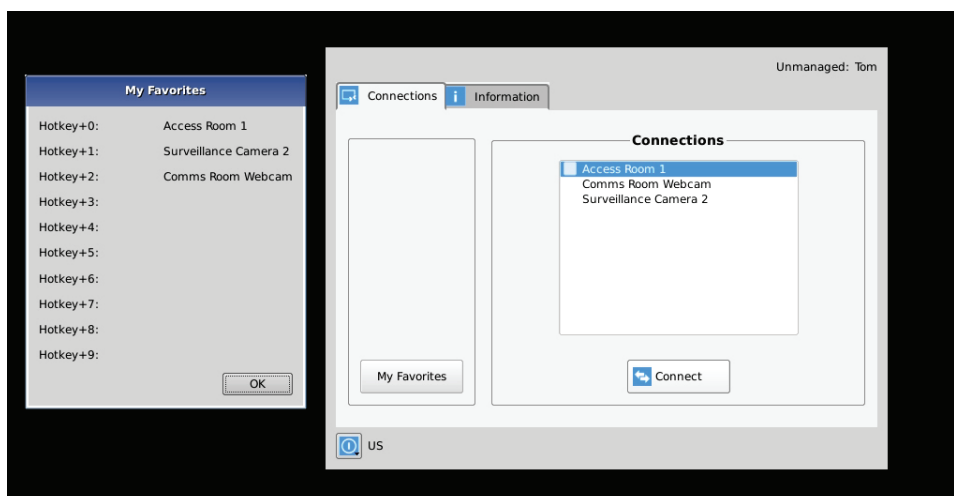 My Favorites
Hotkey+0: Access Room 1
Hotkey+1: Surveillance Camera 2
Hotkey+2: Comms Room Webcam
Hotkey+3:
Hotkey+4:
Hotkey+5:
Hotkey+6:
Hotkey+7:
Hotkey+8:
Hotkey+9:
OK
Unmanaged: Tom
Connections i Information
Connections
Access Room 1
Comms Room Webcam
Surveillance Camera 2
My Favorites
Connect
US